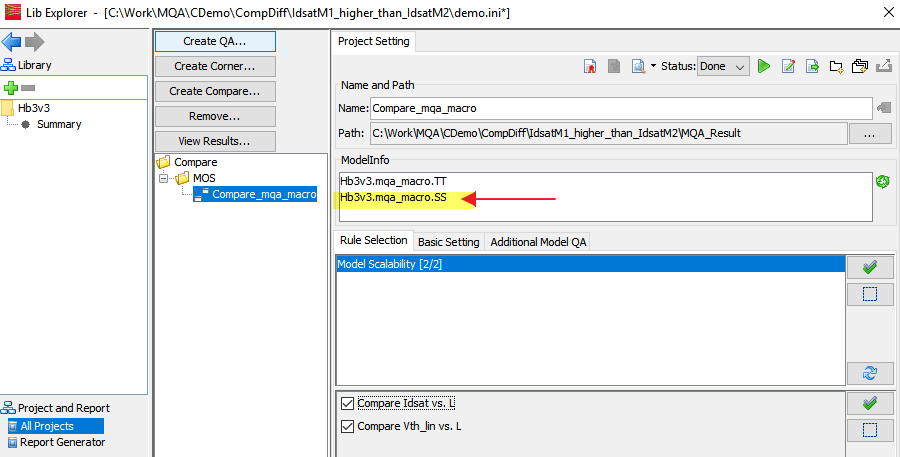 Lib Explorer - [C:\Work\MQA\CDemo\CompDiff\IdsatM1_higher_than_IdsatM2\demo.ini*]
Library
Hb3v3
Summary
Project and Report
All Projects
Report Generator
Create QA...
Create Corner...
Create Compare...
Remove...
View Results...
Compare
MOS
Compare_mqa_macro
Project Setting
Status: Done
Name and Path
Name: Compare_mqa_macro
Path: C:\Work\MQA\CDemo\CompDiff\IdsatM1_higher_than_IdsatM2\MQA_Result ...
ModelInfo
Hb3v3.mqa_macro.TT
Hb3v3.mqa_macro.SS
Rule Selection Basic Setting Additional Model QA
Model Scalability [2/2]
Compare Idsat vs. L
Compare Vth_lin vs. L